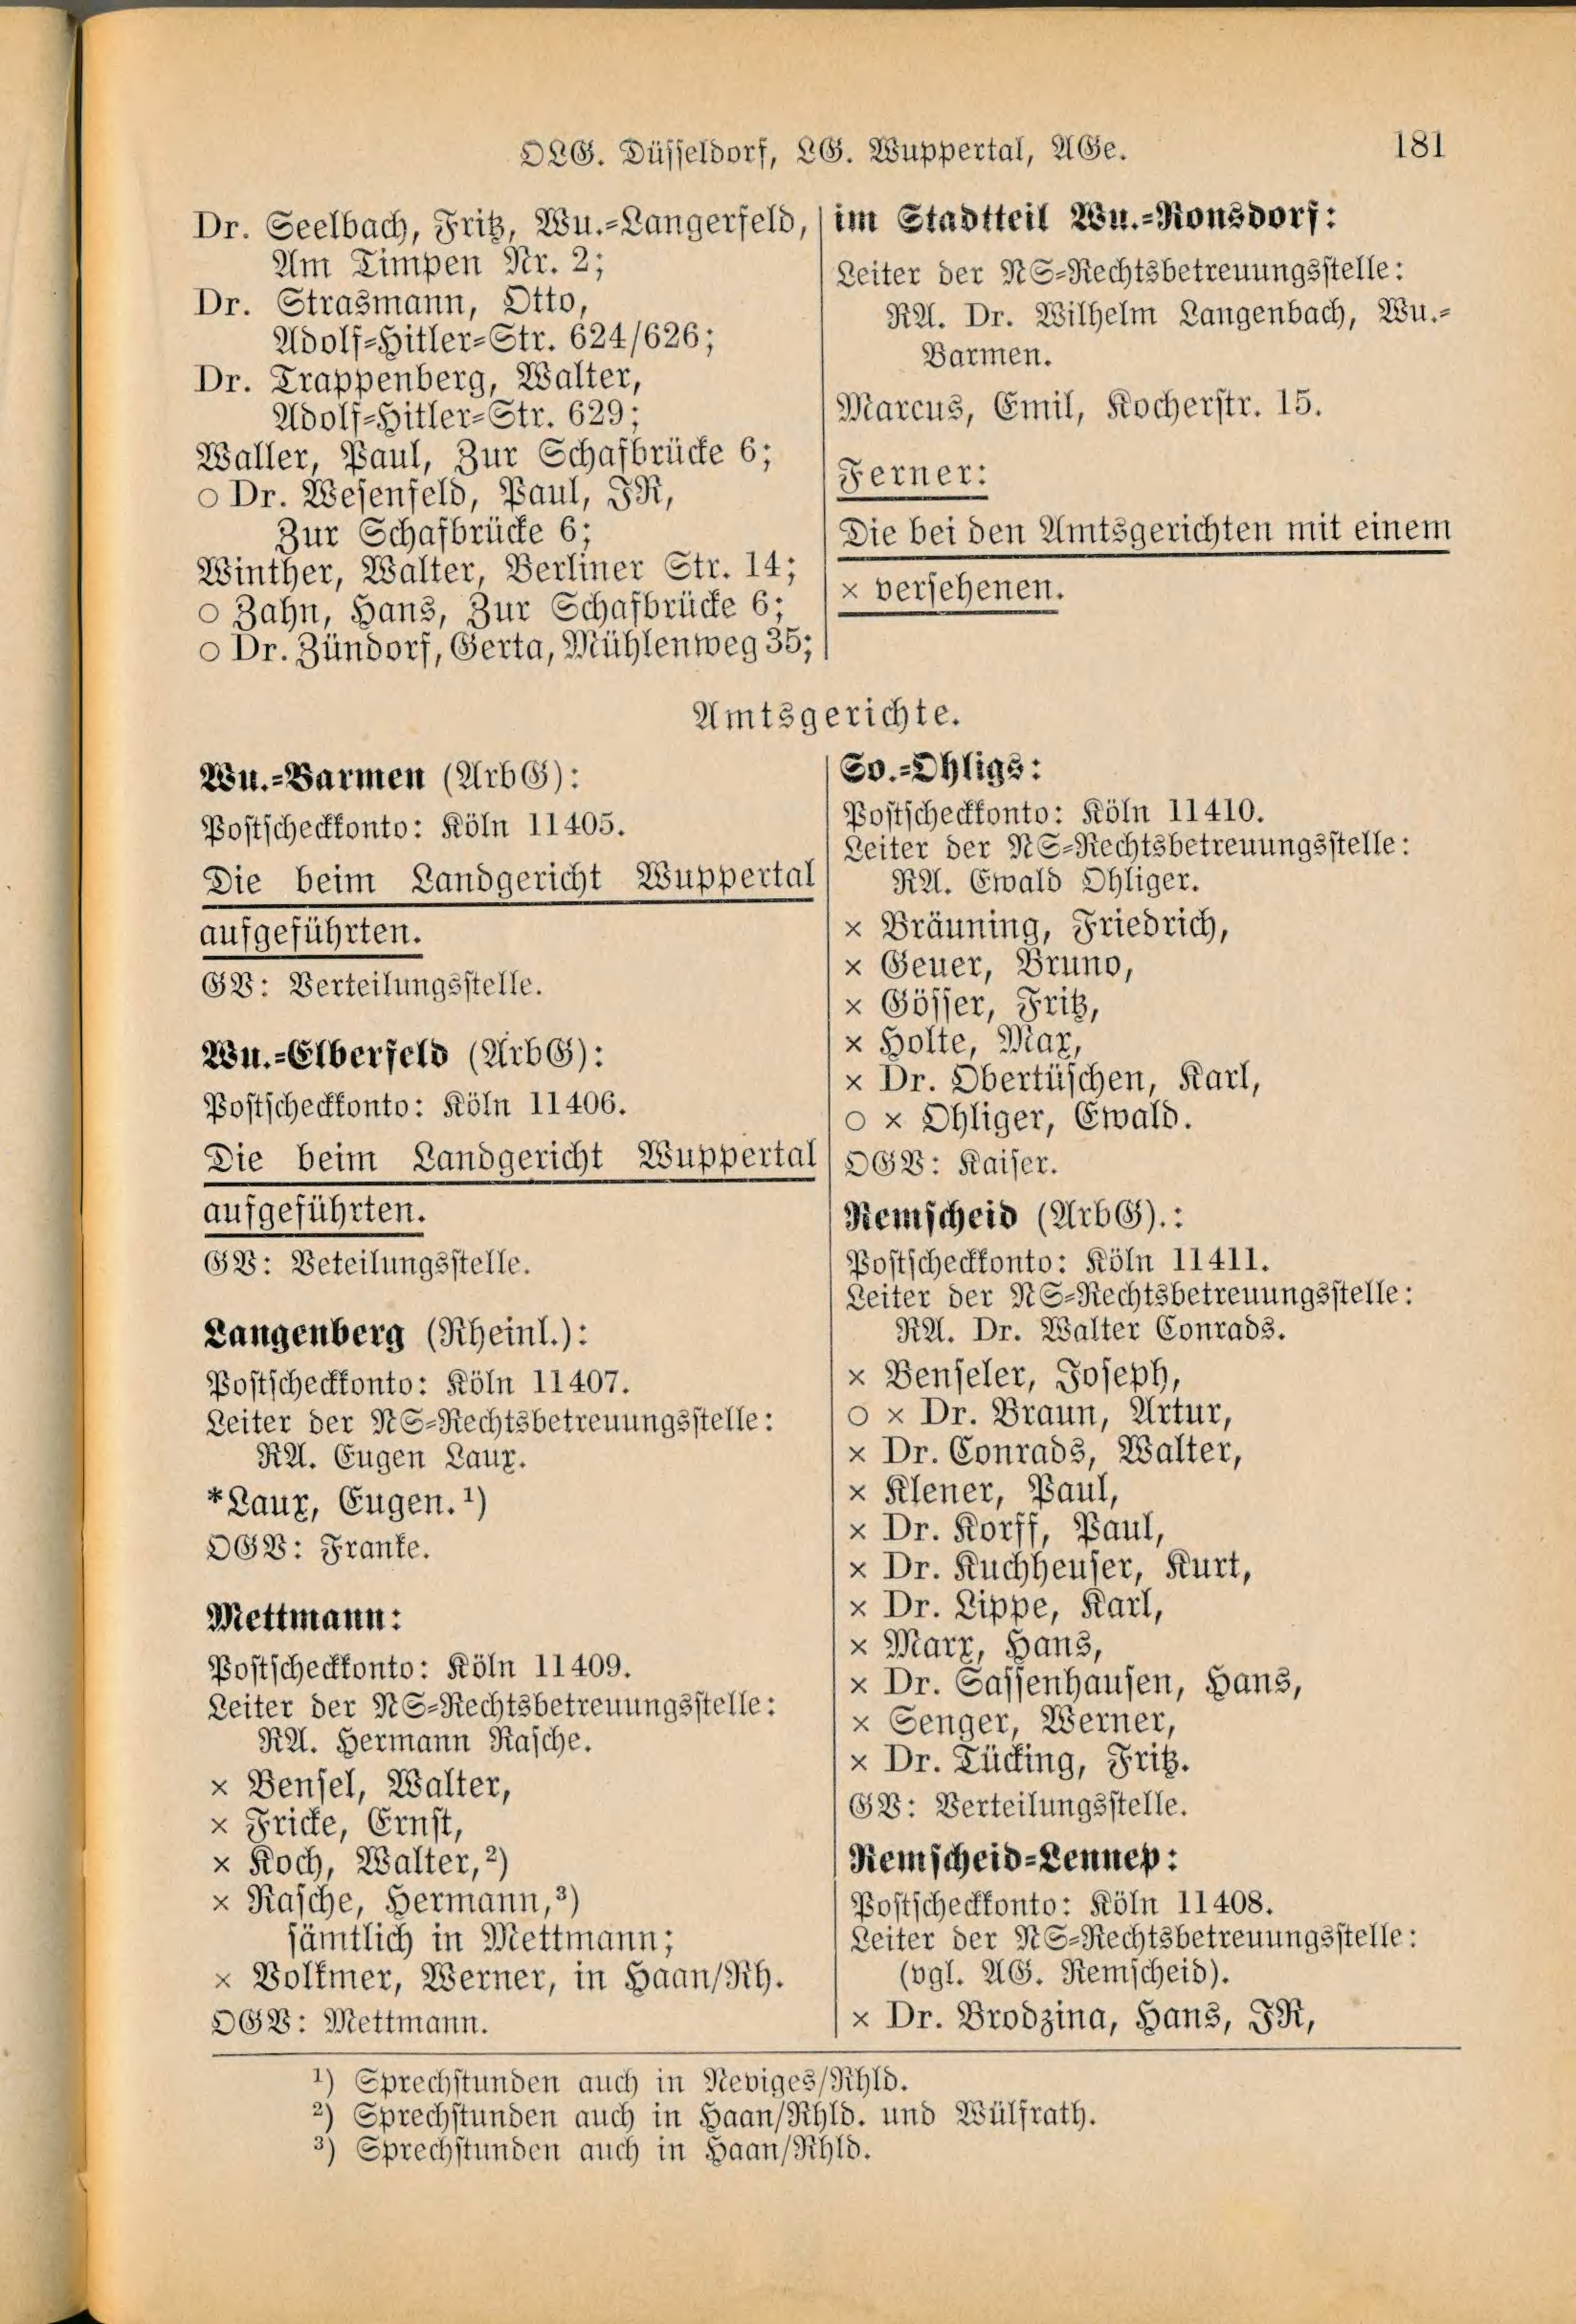 OLG. Düsseldorf, LG. Wuppertal, AGe.
181
Dr. Seelbach, Fritz, Wu.-Langerfeld,
Am Timpen Nr. 2;
Dr. Strasmann, Otto,
Adolf-Hitler-Str. 624/626;
Dr. Trappenberg, Walter,
Adolf-Hitler-Str. 629;
Waller, Paul, Zur Schafbrücke 6;
○ Dr. Wesenfeld, Paul, JR,
Zur Schafbrücke 6;
Winther, Walter, Berliner Str. 14;
○ Zahn, Hans, Zur Schafbrücke 6;
○ Dr. Zündorf, Gerta, Mühlenweg 35;
im Stadtteil Wu.-Ronsdorf:
Leiter der NS-Rechtsbetreuungsstelle:
RA. Dr. Wilhelm Langenbach, Wu.-
Barmen.
Marcus, Emil, Kocherstr. 15.
Ferner:
Die bei den Amtsgerichten mit einem
× versehenen.
Amtsgerichte.
Wu.-Barmen (ArbG):
Postscheckkonto: Köln 11405.
Die beim Landgericht Wuppertal
aufgeführten.
GV: Verteilungsstelle.
Wu.-Elberfeld (ArbG):
Postscheckkonto: Köln 11406.
Die beim Landgericht Wuppertal
aufgeführten.
GV: Beteilungsstelle.
Langenberg (Rheinl.):
Postscheckkonto: Köln 11407.
Leiter der NS-Rechtsbetreuungsstelle:
RA. Eugen Laux.
*Laux, Eugen.¹)
OGV: Franke.
Mettmann:
Postscheckkonto: Köln 11409.
Leiter der NS-Rechtsbetreuungsstelle:
RA. Hermann Rasche.
× Bensel, Walter,
× Fricke, Ernst,
× Koch, Walter,²)
× Rasche, Hermann,³)
sämtlich in Mettmann;
× Volkmer, Werner, in Haan/Rh.
OGV: Mettmann.
So.-Ohligs:
Postscheckkonto: Köln 11410.
Leiter der NS-Rechtsbetreuungsstelle:
RA. Ewald Ohliger.
× Bräuning, Friedrich,
× Geuer, Bruno,
× Gösser, Fritz,
× Holte, Max,
× Dr. Obertüschen, Karl,
○ × Ohliger, Ewald.
OGV: Kaiser.
Remscheid (ArbG).:
Postscheckkonto: Köln 11411.
Leiter der NS-Rechtsbetreuungsstelle:
RA. Dr. Walter Conrads.
× Benseler, Joseph,
○ × Dr. Braun, Artur,
× Dr. Conrads, Walter,
× Klener, Paul,
× Dr. Korff, Paul,
× Dr. Kuchheuser, Kurt,
× Dr. Lippe, Karl,
× Marx, Hans,
× Dr. Sassenhausen, Hans,
× Senger, Werner,
× Dr. Tücking, Fritz.
GV: Verteilungsstelle.
Remscheid-Lennep:
Postscheckkonto: Köln 11408.
Leiter der NS-Rechtsbetreuungsstelle:
(vgl. AG. Remscheid).
× Dr. Brodzina, Hans, JR,
¹) Sprechstunden auch in Neviges/Rhld.
²) Sprechstunden auch in Haan/Rhld. und Wülfrath.
³) Sprechstunden auch in Haan/Rhld.